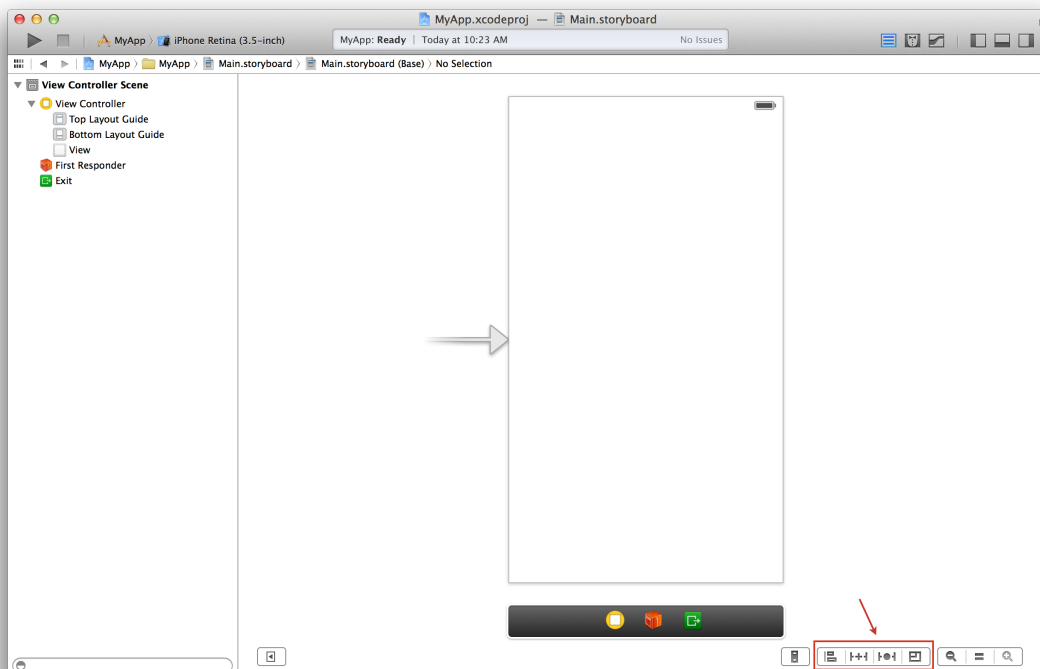 MyApp.xcodeproj — Main.storyboard
MyApp iPhone Retina (3.5-inch)
MyApp: Ready | Today at 10:23 AM No Issues
MyApp MyApp Main.storyboard Main.storyboard (Base) No Selection
View Controller Scene
View Controller
Top Layout Guide
Bottom Layout Guide
View
First Responder
Exit